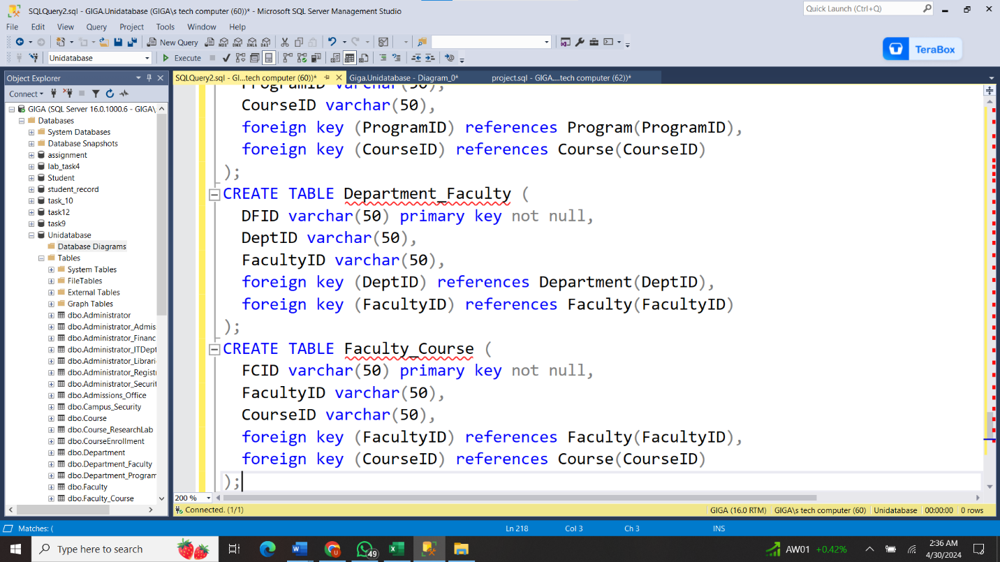 SQLQuery2.sql - GIGA.Unidatabase (GIGA\s tech computer (60))* - Microsoft SQL Server Management Studio
Quick Launch (Ctrl+Q)
File Edit View Query Project Tools Window Help
New Query
Unidatabase Execute
TeraBox
Object Explorer
SQLQuery2.sql - GI...tech computer (60))* Giga.Unidatabase - Diagram_0* project.sql - GIGA....tech computer (62))*
Connect
GIGA (SQL Server 16.0.1000.6 - GIGA\
Databases
System Databases
Database Snapshots
assignment
lab_task4
Student
student_record
task_10
task12
task9
Unidatabase
Database Diagrams
Tables
System Tables
FileTables
External Tables
Graph Tables
dbo.Administrator
dbo.Administrator_Admis
dbo.Administrator_Financ
dbo.Administrator_ITDept
dbo.Administrator_Librari
dbo.Administrator_Registr
dbo.Administrator_Securit
dbo.Admissions_Office
dbo.Campus_Security
dbo.Course
dbo.Course_ResearchLab
dbo.CourseEnrollment
dbo.Department
dbo.Department_Faculty
dbo.Department_Program
dbo.Faculty
dbo.Faculty_Course
ProgramID varchar(50),
CourseID varchar(50),
foreign key (ProgramID) references Program(ProgramID),
foreign key (CourseID) references Course(CourseID)
);
CREATE TABLE Department_Faculty (
DFID varchar(50) primary key not null,
DeptID varchar(50),
FacultyID varchar(50),
foreign key (DeptID) references Department(DeptID),
foreign key (FacultyID) references Faculty(FacultyID)
);
CREATE TABLE Faculty_Course (
FCID varchar(50) primary key not null,
FacultyID varchar(50),
CourseID varchar(50),
foreign key (FacultyID) references Faculty(FacultyID),
foreign key (CourseID) references Course(CourseID)
);
200 %
Connected. (1/1) GIGA (16.0 RTM) GIGA\s tech computer (60) Unidatabase 00:00:00 0 rows
Matches: ( Ln 218 Col 3 Ch 3 INS
Type here to search 49 AW01 +0.42% 2:36 AM
4/30/2024